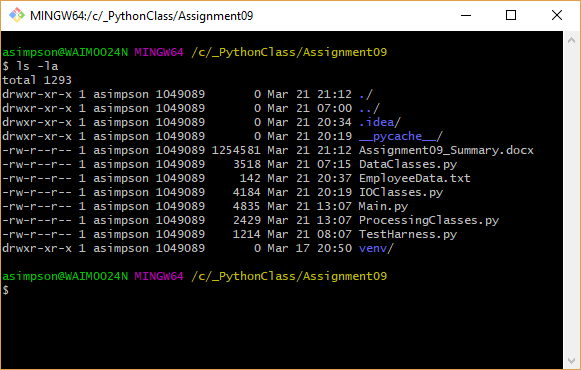 MINGW64:/c/_PythonClass/Assignment09
asimpson@WAIM0024N MINGW64 /c/_PythonClass/Assignment09
$ ls -la
total 1293
drwxr-xr-x 1 asimpson 1049089       0 Mar 21 21:12 ./
drwxr-xr-x 1 asimpson 1049089       0 Mar 21 07:00 ../
drwxr-xr-x 1 asimpson 1049089       0 Mar 21 20:34 .idea/
drwxr-xr-x 1 asimpson 1049089       0 Mar 21 20:19 __pycache__/
-rw-r--r-- 1 asimpson 1049089 1254581 Mar 21 21:12 Assignment09_Summary.docx
-rw-r--r-- 1 asimpson 1049089    3518 Mar 21 07:15 DataClasses.py
-rw-r--r-- 1 asimpson 1049089     142 Mar 21 20:37 EmployeeData.txt
-rw-r--r-- 1 asimpson 1049089    4184 Mar 21 20:19 IOClasses.py
-rw-r--r-- 1 asimpson 1049089    4835 Mar 21 13:07 Main.py
-rw-r--r-- 1 asimpson 1049089    2429 Mar 21 13:07 ProcessingClasses.py
-rw-r--r-- 1 asimpson 1049089    1214 Mar 21 08:07 TestHarness.py
drwxr-xr-x 1 asimpson 1049089       0 Mar 17 20:50 venv/
asimpson@WAIM0024N MINGW64 /c/_PythonClass/Assignment09
$